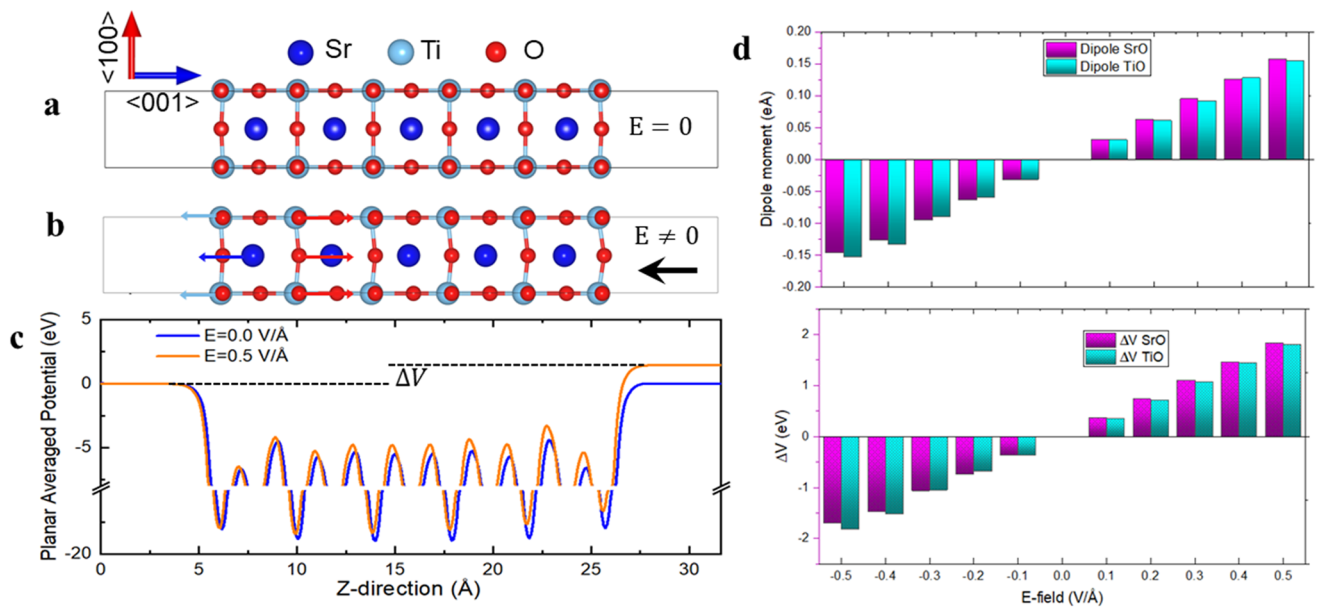 <100>
<001>
Sr Ti O
a
E = 0
b
E ≠ 0
c
Planar Averaged Potential (eV)
5
0
-5
-20
E=0.0 V/Å
E=0.5 V/Å
ΔV
0 5 10 15 20 25 30
Z-direction (Å)
d
Dipole moment (eÅ)
0.20
0.15
0.10
0.05
0.00
-0.05
-0.10
-0.15
-0.20
Dipole SrO
Dipole TiO
ΔV (eV)
2
1
0
-1
-2
ΔV SrO
ΔV TiO
-0.5 -0.4 -0.3 -0.2 -0.1 0.0 0.1 0.2 0.3 0.4 0.5
E-field (V/Å)